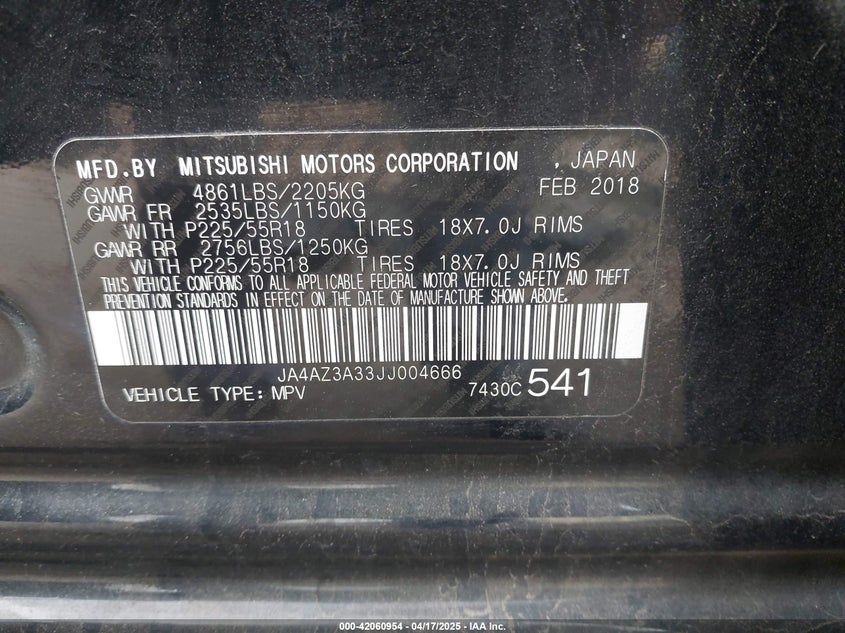 MFD.BY MITSUBISHI MOTORS CORPORATION , JAPAN
GVWR 4861LBS/2205KG FEB 2018
GAWR FR 2535LBS/1150KG
WITH P225/55R18 TIRES 18X7.0J RIMS
GAWR RR 2756LBS/1250KG
WITH P225/55R18 TIRES 18X7.0J RIMS
THIS VEHICLE CONFORMS TO ALL APPLICABLE FEDERAL MOTOR VEHICLE SAFETY AND THEFT
PREVENTION STANDARDS IN EFFECT ON THE DATE OF MANUFACTURE SHOWN ABOVE.
JA4AZ3A33JJ004666
VEHICLE TYPE: MPV 7430C 541
000-42060954 - 04/17/2025 - IAA Inc.